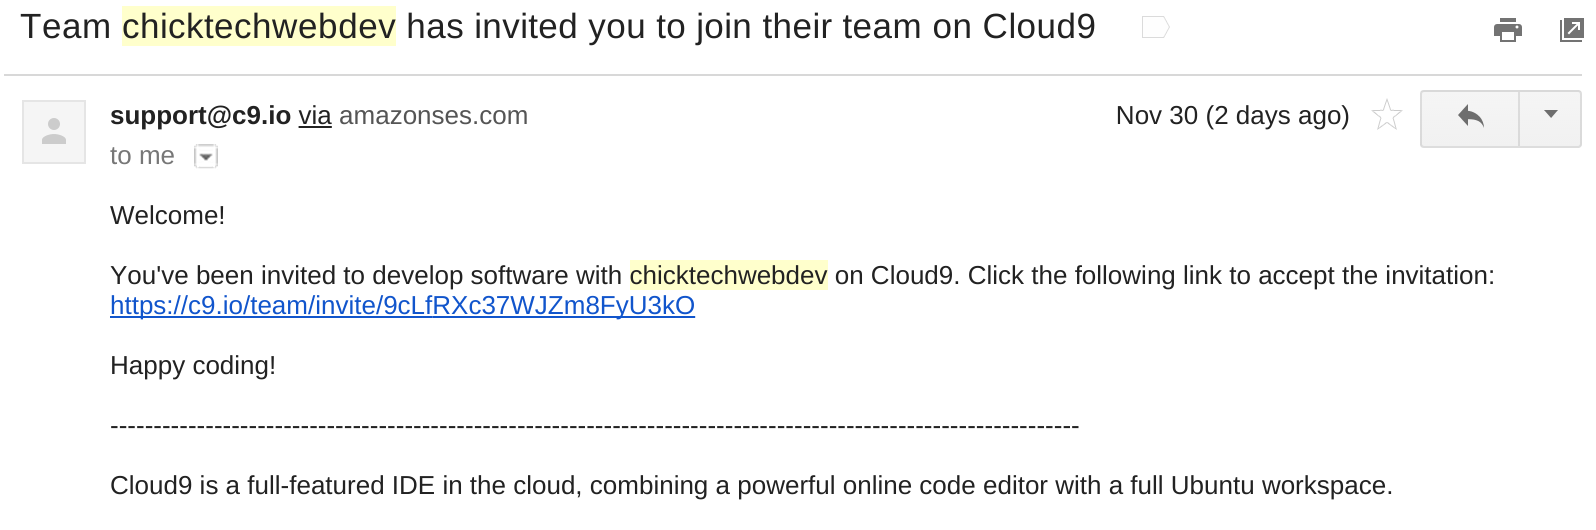 Team chicktechwebdev has invited you to join their team on Cloud9
support@c9.io via amazonses.com
Nov 30 (2 days ago)
to me
Welcome!
You've been invited to develop software with chicktechwebdev on Cloud9. Click the following link to accept the invitation:
https://c9.io/team/invite/9cLfRXc37WJZm8FyU3kO
Happy coding!
----------------------------------------------------------------------------------------------------------------
Cloud9 is a full-featured IDE in the cloud, combining a powerful online code editor with a full Ubuntu workspace.